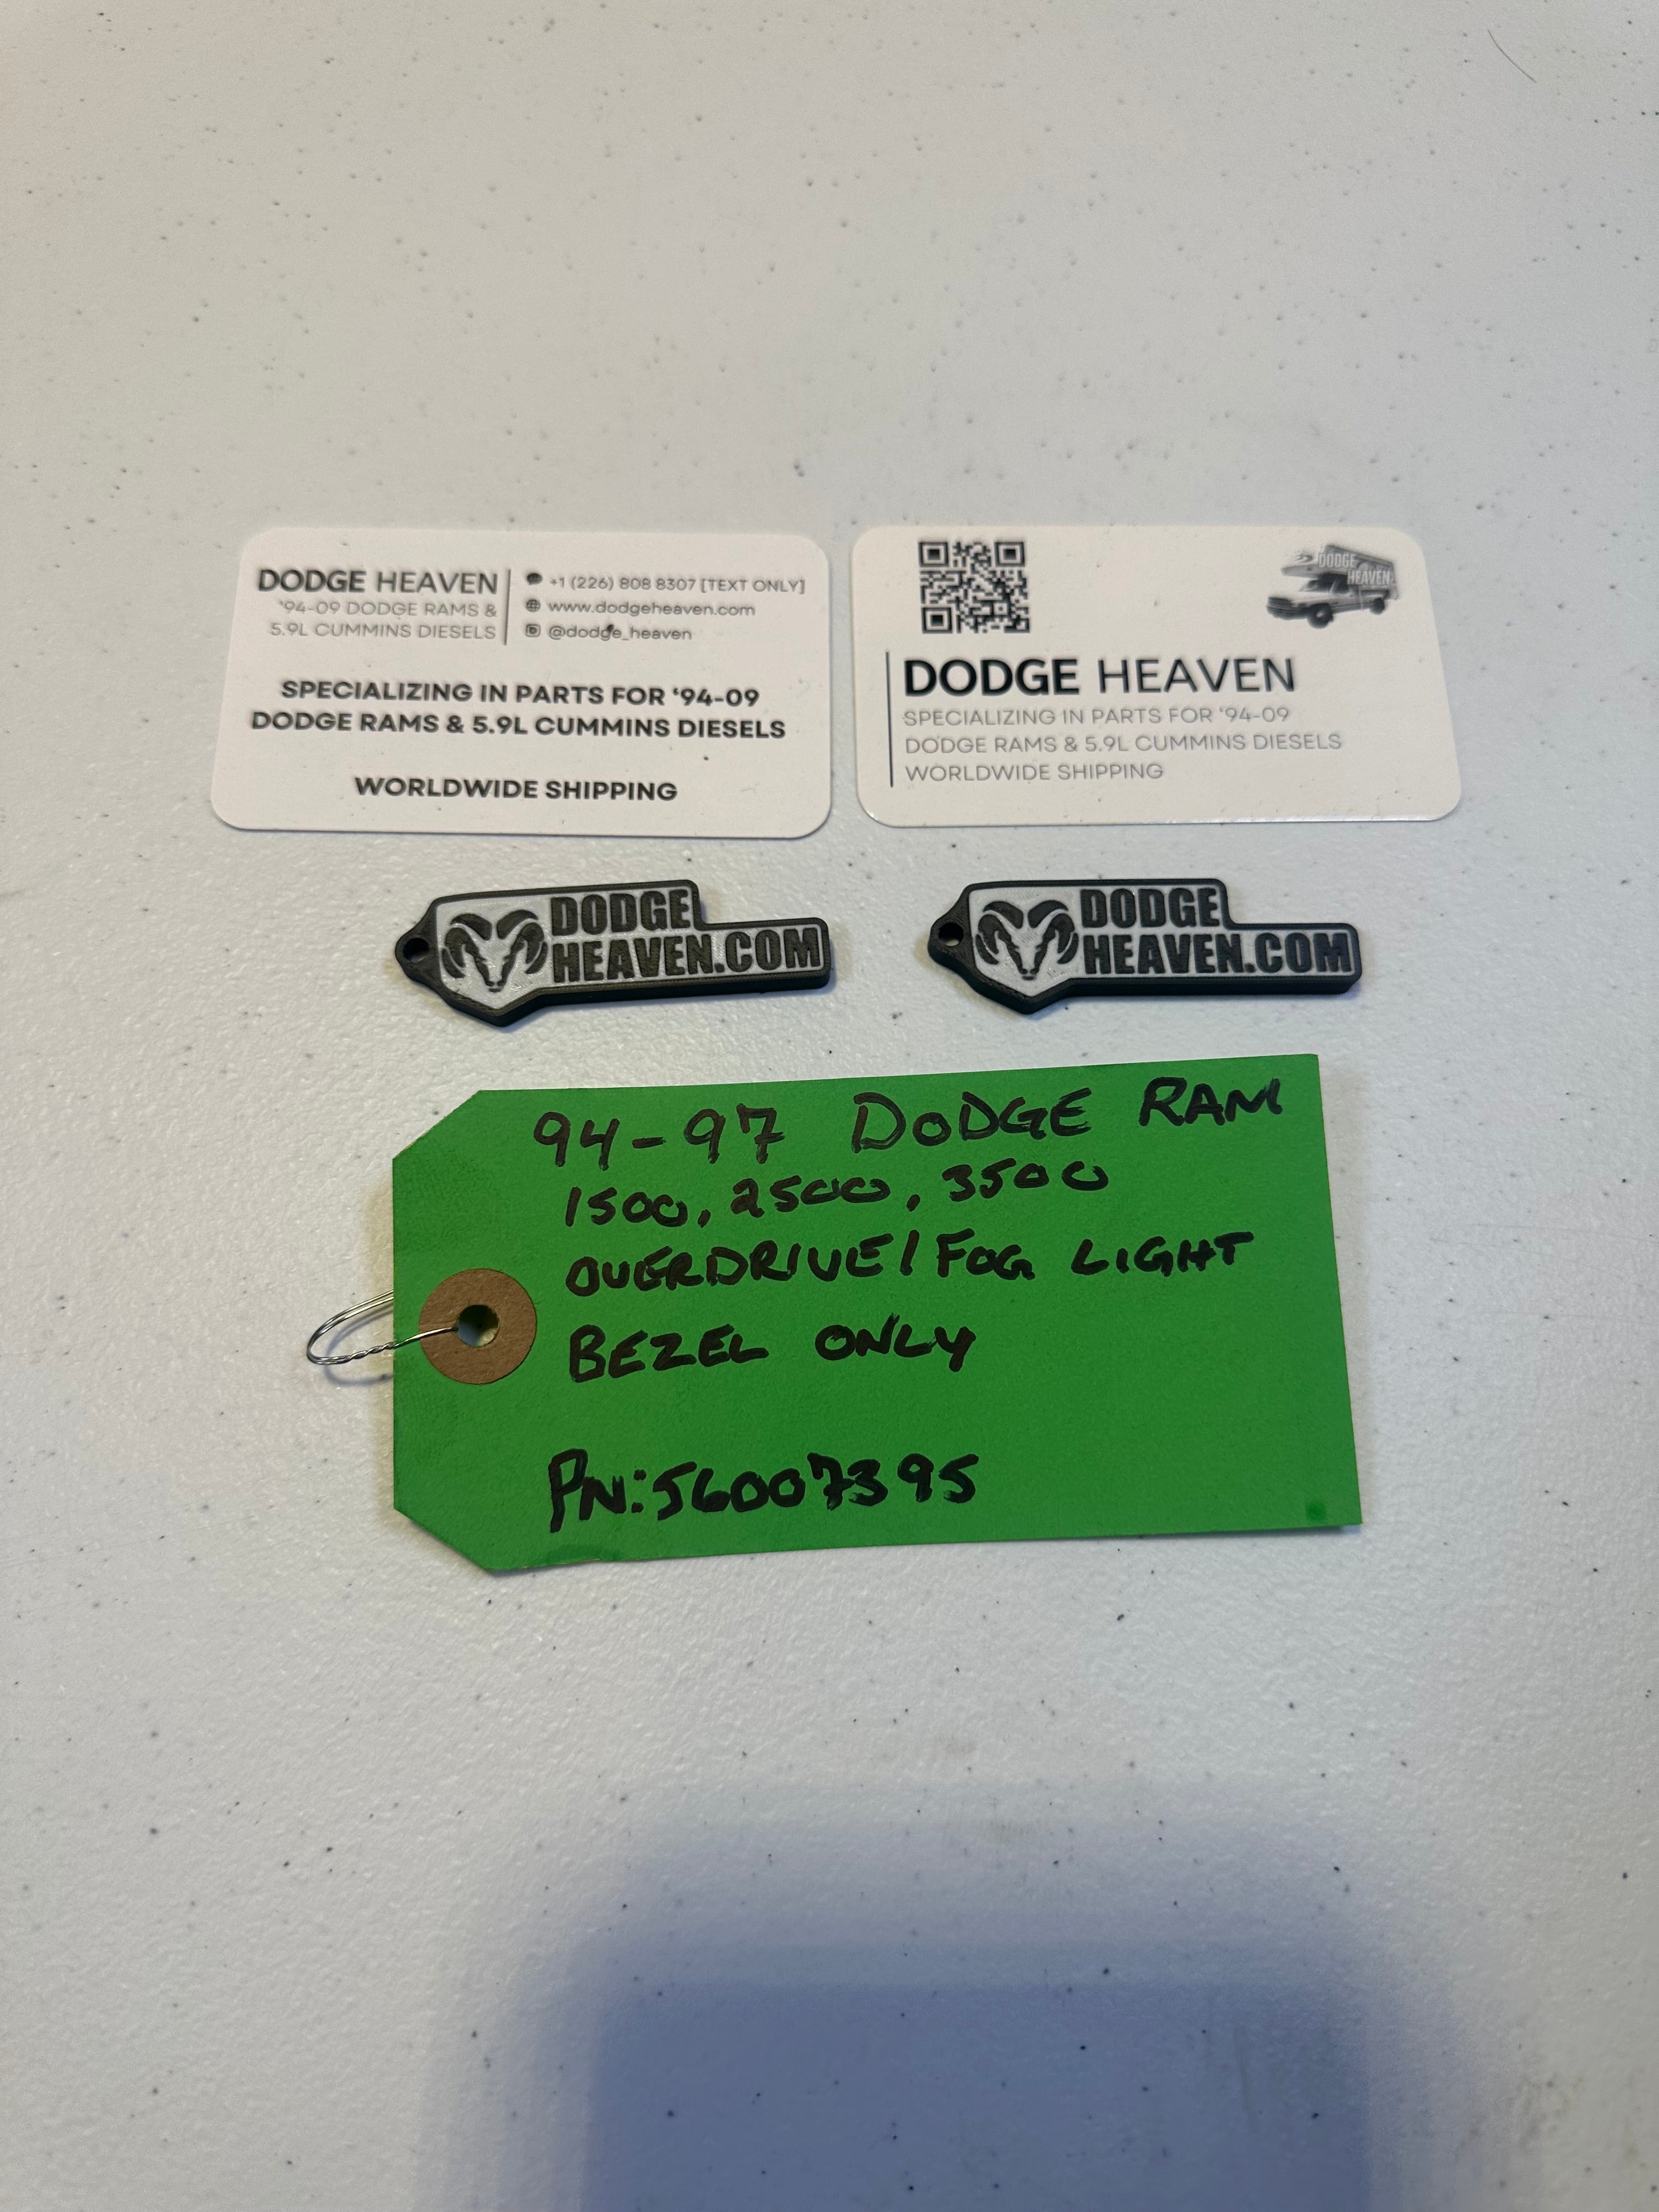 DODGE HEAVEN
'94-09 DODGE RAMS &
5.9L CUMMINS DIESELS
+1 (226) 808 8307 [TEXT ONLY]
www.dodgeheaven.com
@dodge_heaven
SPECIALIZING IN PARTS FOR '94-09
DODGE RAMS & 5.9L CUMMINS DIESELS
WORLDWIDE SHIPPING
DODGE
HEAVEN
DODGE HEAVEN
SPECIALIZING IN PARTS FOR '94-09
DODGE RAMS & 5.9L CUMMINS DIESELS
WORLDWIDE SHIPPING
DODGE
HEAVEN.COM
DODGE
HEAVEN.COM
94-97 DODGE RAM
1500, 2500, 3500
OVERDRIVE/FOG LIGHT
BEZEL ONLY
PN:56007395